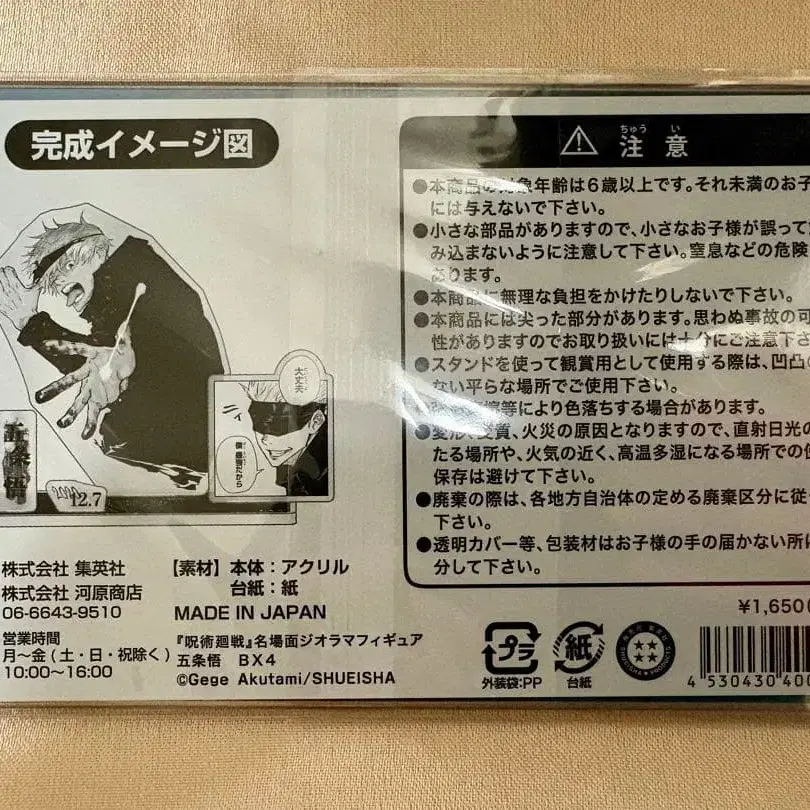 完成イメージ図
大丈夫
ニィ
僕最強だから
五条悟
12.7
株式会社 集英社
株式会社 河原商店
06-6643-9510
営業時間
月～金(土・日・祝除く)
10:00～16:00
【素材】本体:アクリル
台紙:紙
MADE IN JAPAN
『呪術廻戦』名場面ジオラマフィギュア
五条悟 BX4
©Gege Akutami/SHUEISHA
ちゅう い
注 意
●本商品の対象年齢は6歳以上です。それ未満のお子
には与えないで下さい。
●小さな部品がありますので、小さなお子様が誤って
み込まないように注意して下さい。窒息などの危険
あります。
●本商品に無理な負担をかけたりしないで下さい。
●本商品には尖った部分があります。思わぬ事故の可
性がありますのでお取り扱いには十分にご注意下さ
●スタンドを使って観賞用として使用する際は、凹凸の
ない平らな場所でご使用下さい。
等により色落ちする場合があります。
●変形、変質、火災の原因となりますので、直射日光の
たる場所や、火気の近く、高温多湿になる場所での使
保存は避けて下さい。
●廃棄の際は、各地方自治体の定める廃棄区分に従
下さい。
●透明カバー等、包装材はお子様の手の届かない所に
分して下さい。
¥1,650
プラ
外装袋:PP
紙
台紙
4 530430 400